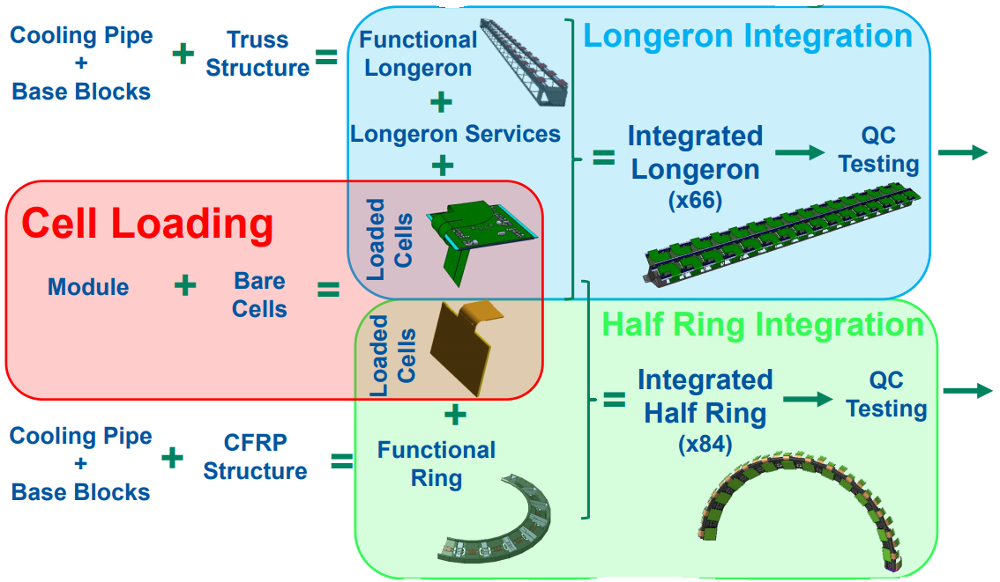 Cooling Pipe
+
Base Blocks
+
Truss
Structure
=
Functional
Longeron
+
Longeron Services
+
Loaded
Cells
Longeron Integration
=
Integrated
Longeron
(x66)
QC
Testing
Cell Loading
Module
+
Bare
Cells
=
Loaded
Cells
+
Functional
Ring
Half Ring Integration
=
Integrated
Half Ring
(x84)
QC
Testing
Cooling Pipe
+
Base Blocks
+
CFRP
Structure
=